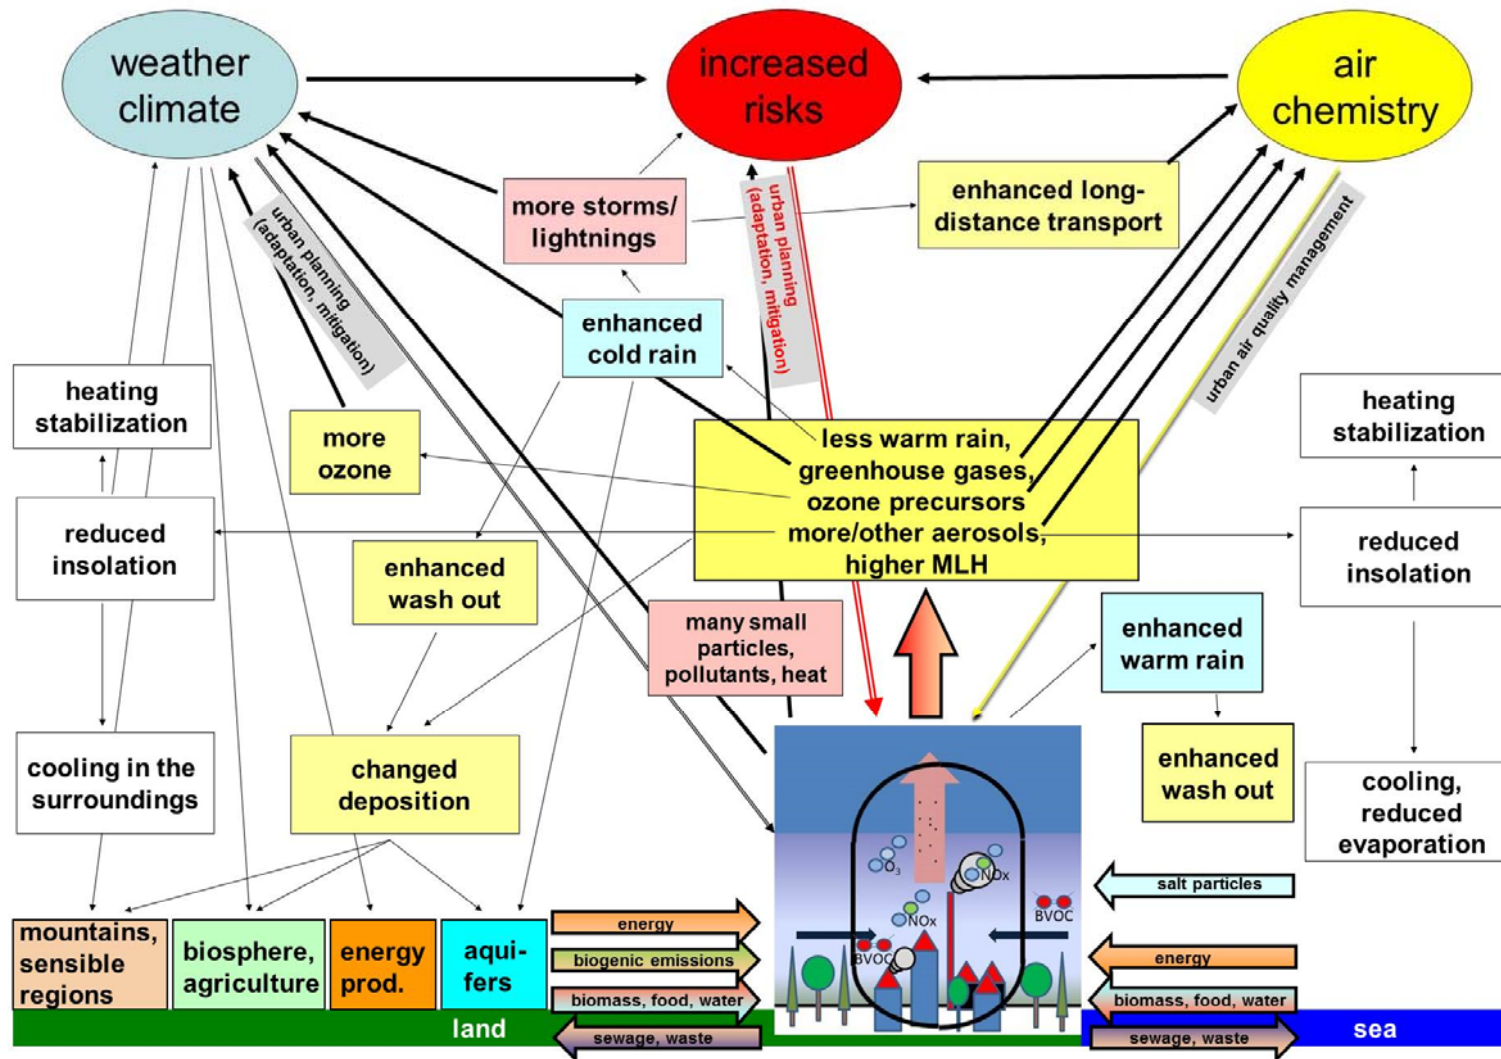 weather
climate
increased
risks
air
chemistry
more storms/
lightnings
enhanced long-
distance transport
urban planning
(adaptation, mitigation)
urban planning
(adaptation, mitigation)
urban air quality management
enhanced
cold rain
heating
stabilization
more
ozone
less warm rain,
greenhouse gases,
ozone precursors
more/other aerosols,
higher MLH
heating
stabilization
reduced
insolation
enhanced
wash out
reduced
insolation
many small
particles,
pollutants, heat
enhanced
warm rain
cooling in the
surroundings
changed
deposition
enhanced
wash out
cooling,
reduced
evaporation
O3
NOx
NOx
BVOC
BVOC
salt particles
mountains,
sensible
regions
biosphere,
agriculture
energy
prod.
aqui-
fers
energy
biogenic emissions
biomass, food, water
sewage, waste
energy
biomass, food, water
sewage, waste
land
sea